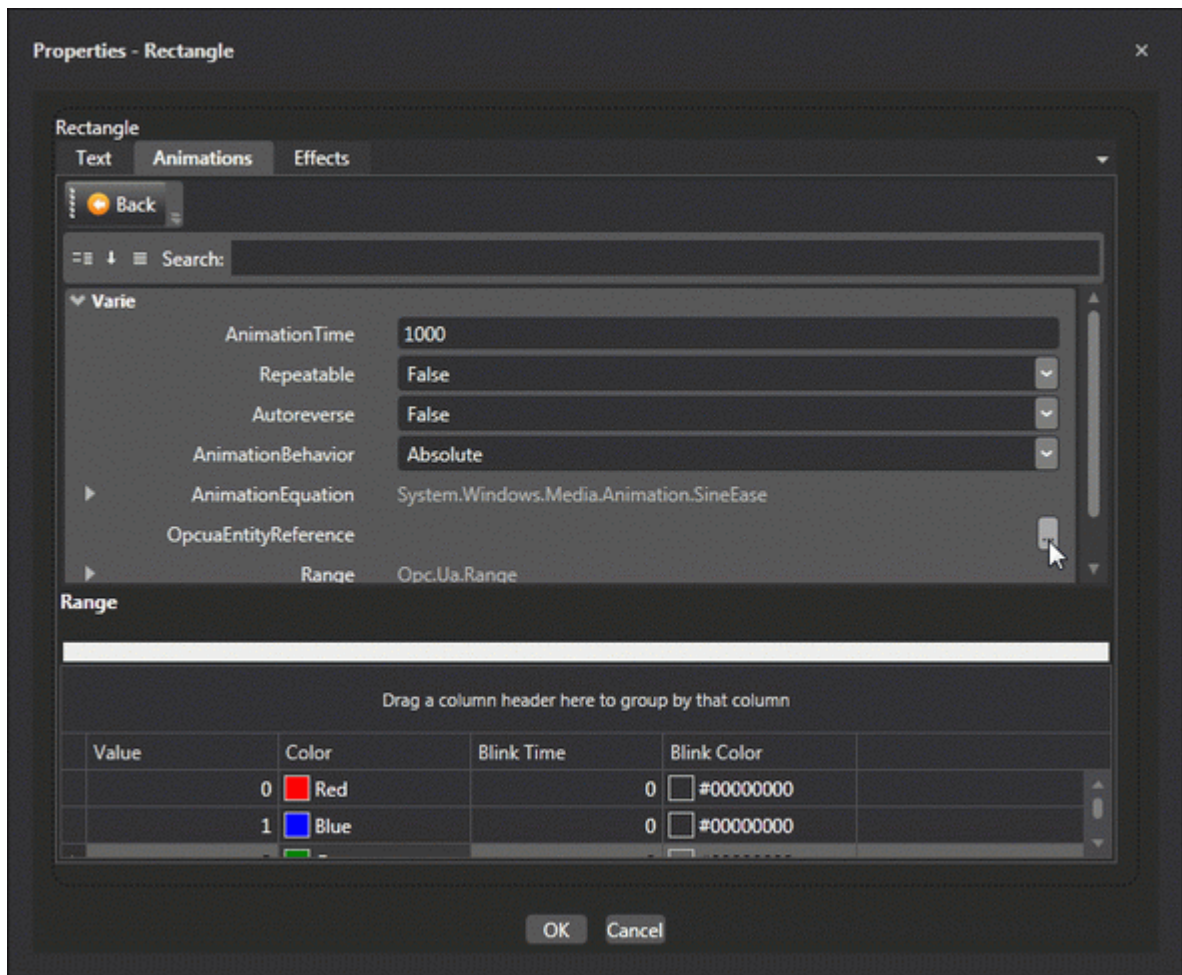 Properties - Rectangle
Rectangle
Text Animations Effects
Back
Search:
Varie
AnimationTime 1000
Repeatable False
Autoreverse False
AnimationBehavior Absolute
AnimationEquation System.Windows.Media.Animation.SineEase
OpcuaEntityReference ...
Range Opc.Ua.Range
Range
Drag a column header here to group by that column
Value Color Blink Time Blink Color
0 Red 0 #00000000
1 Blue 0 #00000000
OK Cancel